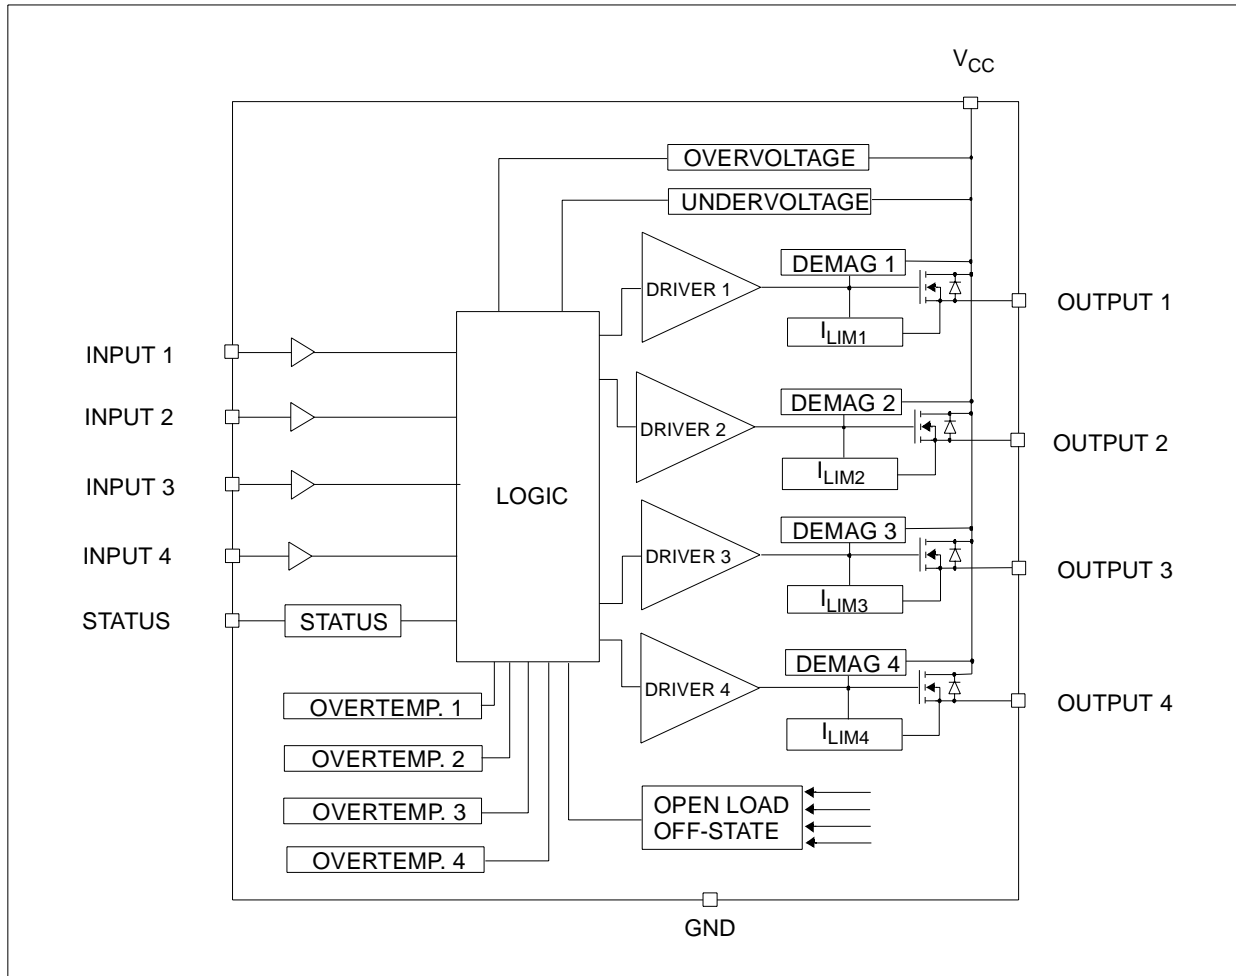 VCC
OVERVOLTAGE
UNDERVOLTAGE
DEMAG 1
DRIVER 1
ILIM1
OUTPUT 1
INPUT 1
INPUT 2
INPUT 3
INPUT 4
STATUS
STATUS
LOGIC
DEMAG 2
DRIVER 2
ILIM2
OUTPUT 2
DEMAG 3
DRIVER 3
ILIM3
OUTPUT 3
DEMAG 4
DRIVER 4
ILIM4
OUTPUT 4
OVERTEMP. 1
OVERTEMP. 2
OVERTEMP. 3
OVERTEMP. 4
OPEN LOAD
OFF-STATE
GND